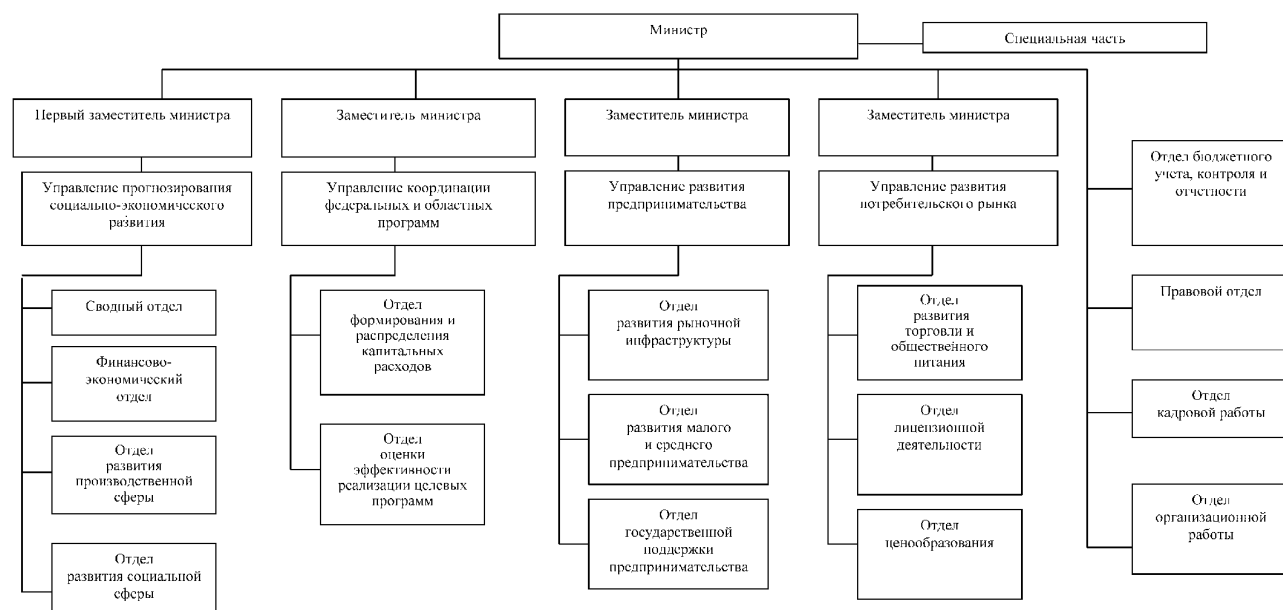 Министр
Специальная часть
Первый заместитель министра
Заместитель министра
Заместитель министра
Заместитель министра
Управление прогнозирования
социально-экономического
развития
Управление координации
федеральных и областных
программ
Управление развития
предпринимательства
Управление развития
потребительского рынка
Отдел бюджетного
учета, контроля и
отчетности
Сводный отдел
Финансово-
экономический
отдел
Отдел
развития
производственной
сферы
Отдел
развития социальной
сферы
Отдел
формирования и
распределения
капитальных
расходов
Отдел
оценки
эффективности
реализации целевых
программ
Отдел
развития рыночной
инфраструктуры
Отдел
развития малого
и среднего
предпринимательства
Отдел
государственной
поддержки
предпринимательства
Отдел
развития
торговли и
общественного
питания
Отдел
лицензионной
деятельности
Отдел
ценообразования
Правовой отдел
Отдел
кадровой работы
Отдел
организационной
работы